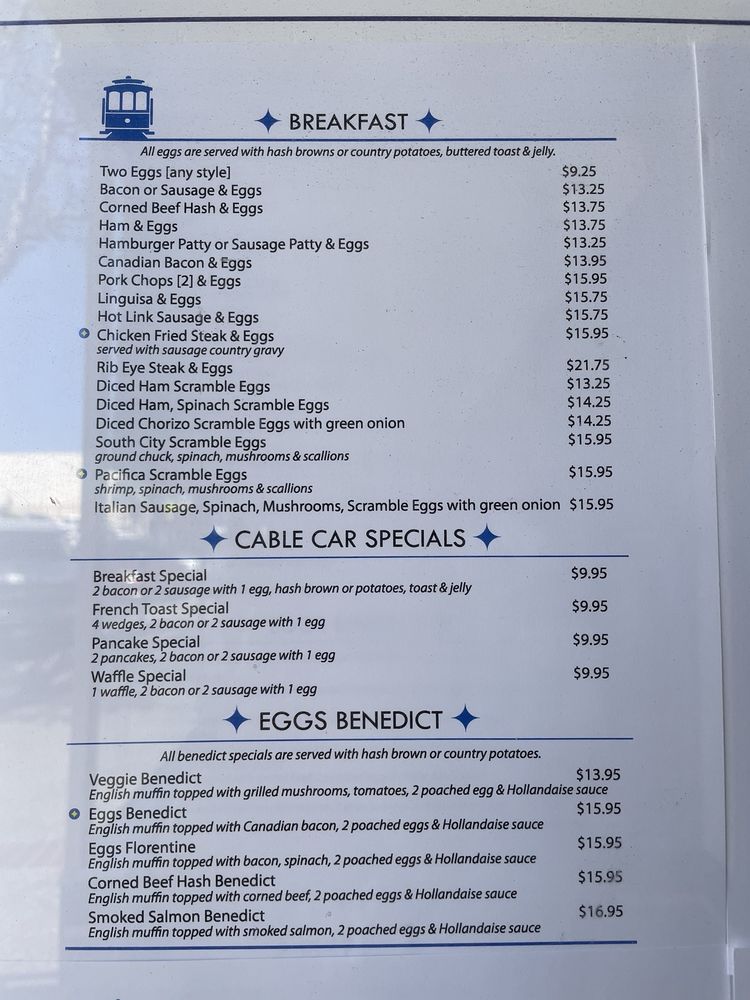 BREAKFAST
All eggs are served with hash browns or country potatoes, buttered toast & jelly.
Two Eggs [any style] $9.25
Bacon or Sausage & Eggs $13.25
Corned Beef Hash & Eggs $13.75
Ham & Eggs $13.75
Hamburger Patty or Sausage Patty & Eggs $13.25
Canadian Bacon & Eggs $13.95
Pork Chops [2] & Eggs $15.95
Linguisa & Eggs $15.75
Hot Link Sausage & Eggs $15.75
Chicken Fried Steak & Eggs $15.95
served with sausage country gravy
Rib Eye Steak & Eggs $21.75
Diced Ham Scramble Eggs $13.25
Diced Ham, Spinach Scramble Eggs $14.25
Diced Chorizo Scramble Eggs with green onion $14.25
South City Scramble Eggs $15.95
ground chuck, spinach, mushrooms & scallions
Pacifica Scramble Eggs $15.95
shrimp, spinach, mushrooms & scallions
Italian Sausage, Spinach, Mushrooms, Scramble Eggs with green onion $15.95
CABLE CAR SPECIALS
Breakfast Special $9.95
2 bacon or 2 sausage with 1 egg, hash brown or potatoes, toast & jelly
French Toast Special $9.95
4 wedges, 2 bacon or 2 sausage with 1 egg
Pancake Special $9.95
2 pancakes, 2 bacon or 2 sausage with 1 egg
Waffle Special $9.95
1 waffle, 2 bacon or 2 sausage with 1 egg
EGGS BENEDICT
All benedict specials are served with hash brown or country potatoes.
Veggie Benedict $13.95
English muffin topped with grilled mushrooms, tomatoes, 2 poached egg & Hollandaise sauce
Eggs Benedict $15.95
English muffin topped with Canadian bacon, 2 poached eggs & Hollandaise sauce
Eggs Florentine $15.95
English muffin topped with bacon, spinach, 2 poached eggs & Hollandaise sauce
Corned Beef Hash Benedict $15.95
English muffin topped with corned beef, 2 poached eggs & Hollandaise sauce
Smoked Salmon Benedict $16.95
English muffin topped with smoked salmon, 2 poached eggs & Hollandaise sauce